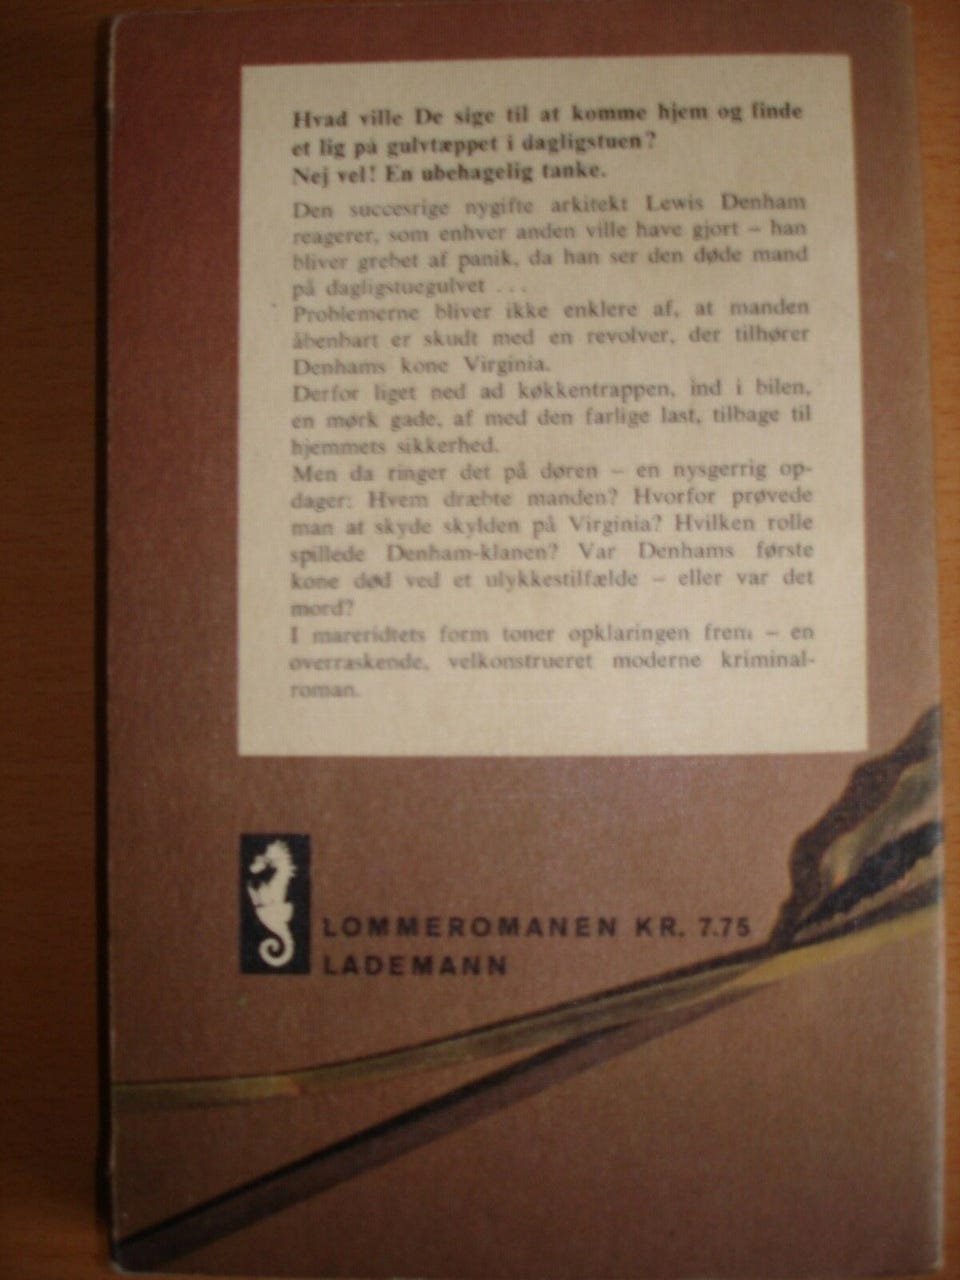 Hvad ville De sige til at komme hjem og finde
et lig på gulvtæppet i dagligstuen?
Nej vel! En ubehagelig tanke.
Den succesrige nygifte arkitekt Lewis Denham
reagerer, som enhver anden ville have gjort – han
bliver grebet af panik, da han ser den døde mand
på dagligstuegulvet ...
Problemerne bliver ikke enklere af, at manden
åbenbart er skudt med en revolver, der tilhører
Denhams kone Virginia.
Derfor liget ned ad køkkentrappen, ind i bilen,
en mørk gade, af med den farlige last, tilbage til
hjemmets sikkerhed.
Men da ringer det på døren – en nysgerrig op-
dager: Hvem dræbte manden? Hvorfor prøvede
man at skyde skylden på Virginia? Hvilken rolle
spillede Denham-klanen? Var Denhams første
kone død ved et ulykkestilfælde – eller var det
mord?
I mareridtets form toner opklaringen frem – en
overraskende, velkonstrueret moderne kriminal-
roman.
LOMMEROMANEN KR. 7.75
LADEMANN